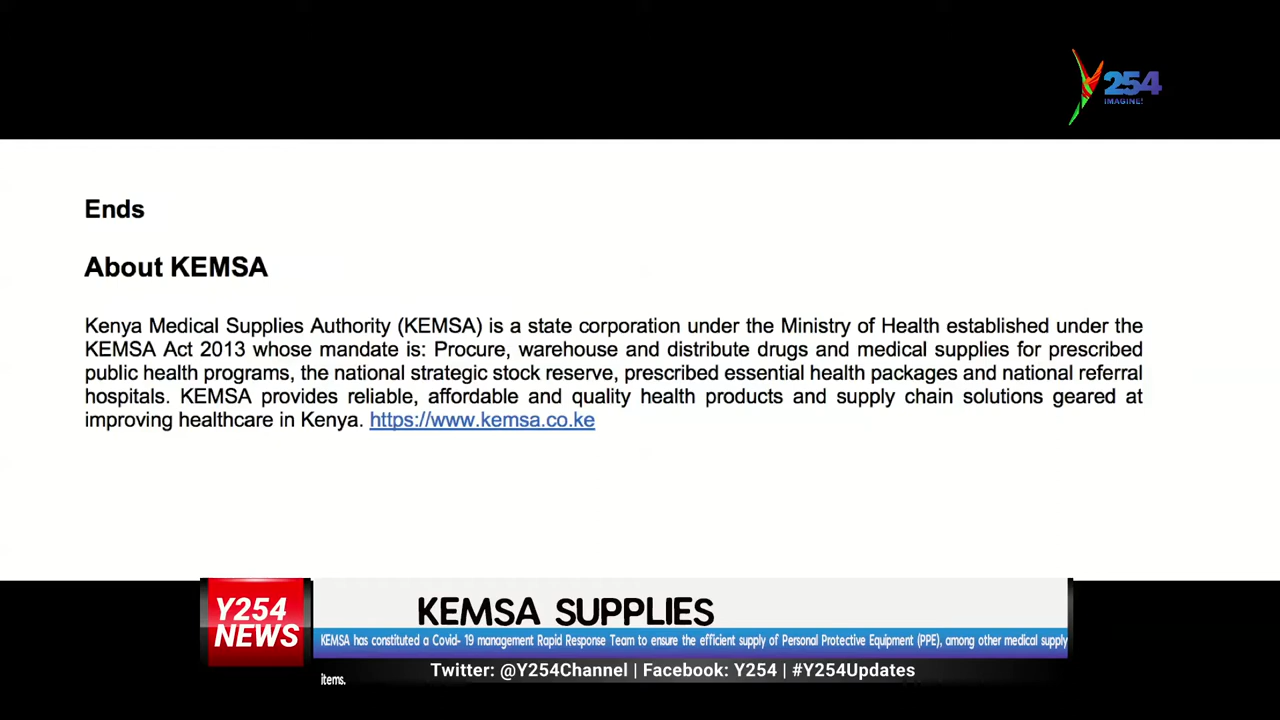 254
IMAGINE!
Ends
About KEMSA
Kenya Medical Supplies Authority (KEMSA) is a state corporation under the Ministry of Health established under the
KEMSA Act 2013 whose mandate is: Procure, warehouse and distribute drugs and medical supplies for prescribed
public health programs, the national strategic stock reserve, prescribed essential health packages and national referral
hospitals. KEMSA provides reliable, affordable and quality health products and supply chain solutions geared at
improving healthcare in Kenya. https://www.kemsa.co.ke
Y254
NEWS
KEMSA SUPPLIES
KEMSA has constituted a Covid- 19 management Rapid Response Team to ensure the efficient supply of Personal Protective Equipment (PPE), among other medical supply
items.
Twitter: @Y254Channel | Facebook: Y254 | #Y254Updates